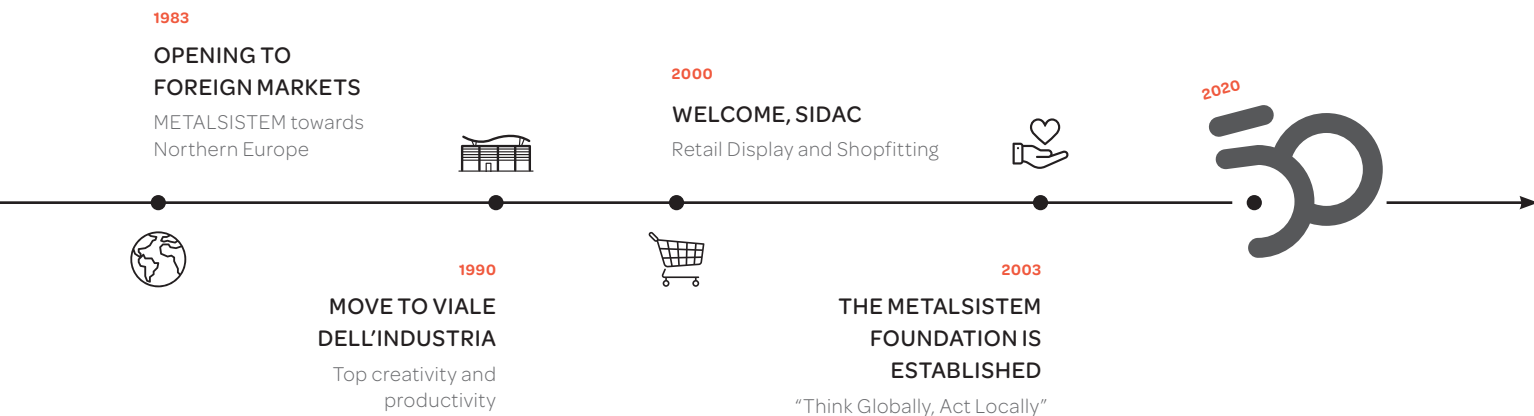 1983
OPENING TO
FOREIGN MARKETS
METALSISTEM towards
Northern Europe
1990
MOVE TO VIALE
DELL’INDUSTRIA
Top creativity and
productivity
2000
WELCOME, SIDAC
Retail Display and Shopfitting
2003
THE METALSISTEM
FOUNDATION IS
ESTABLISHED
“Think Globally, Act Locally”
2020
50